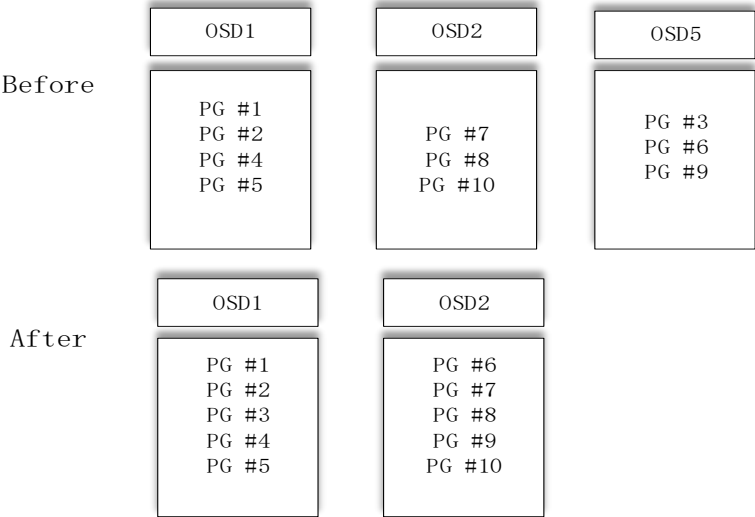 OSD1
OSD2
OSD5
Before
PG #1
PG #2
PG #4
PG #5
PG #7
PG #8
PG #10
PG #3
PG #6
PG #9
OSD1
OSD2
After
PG #1
PG #2
PG #3
PG #4
PG #5
PG #6
PG #7
PG #8
PG #9
PG #10